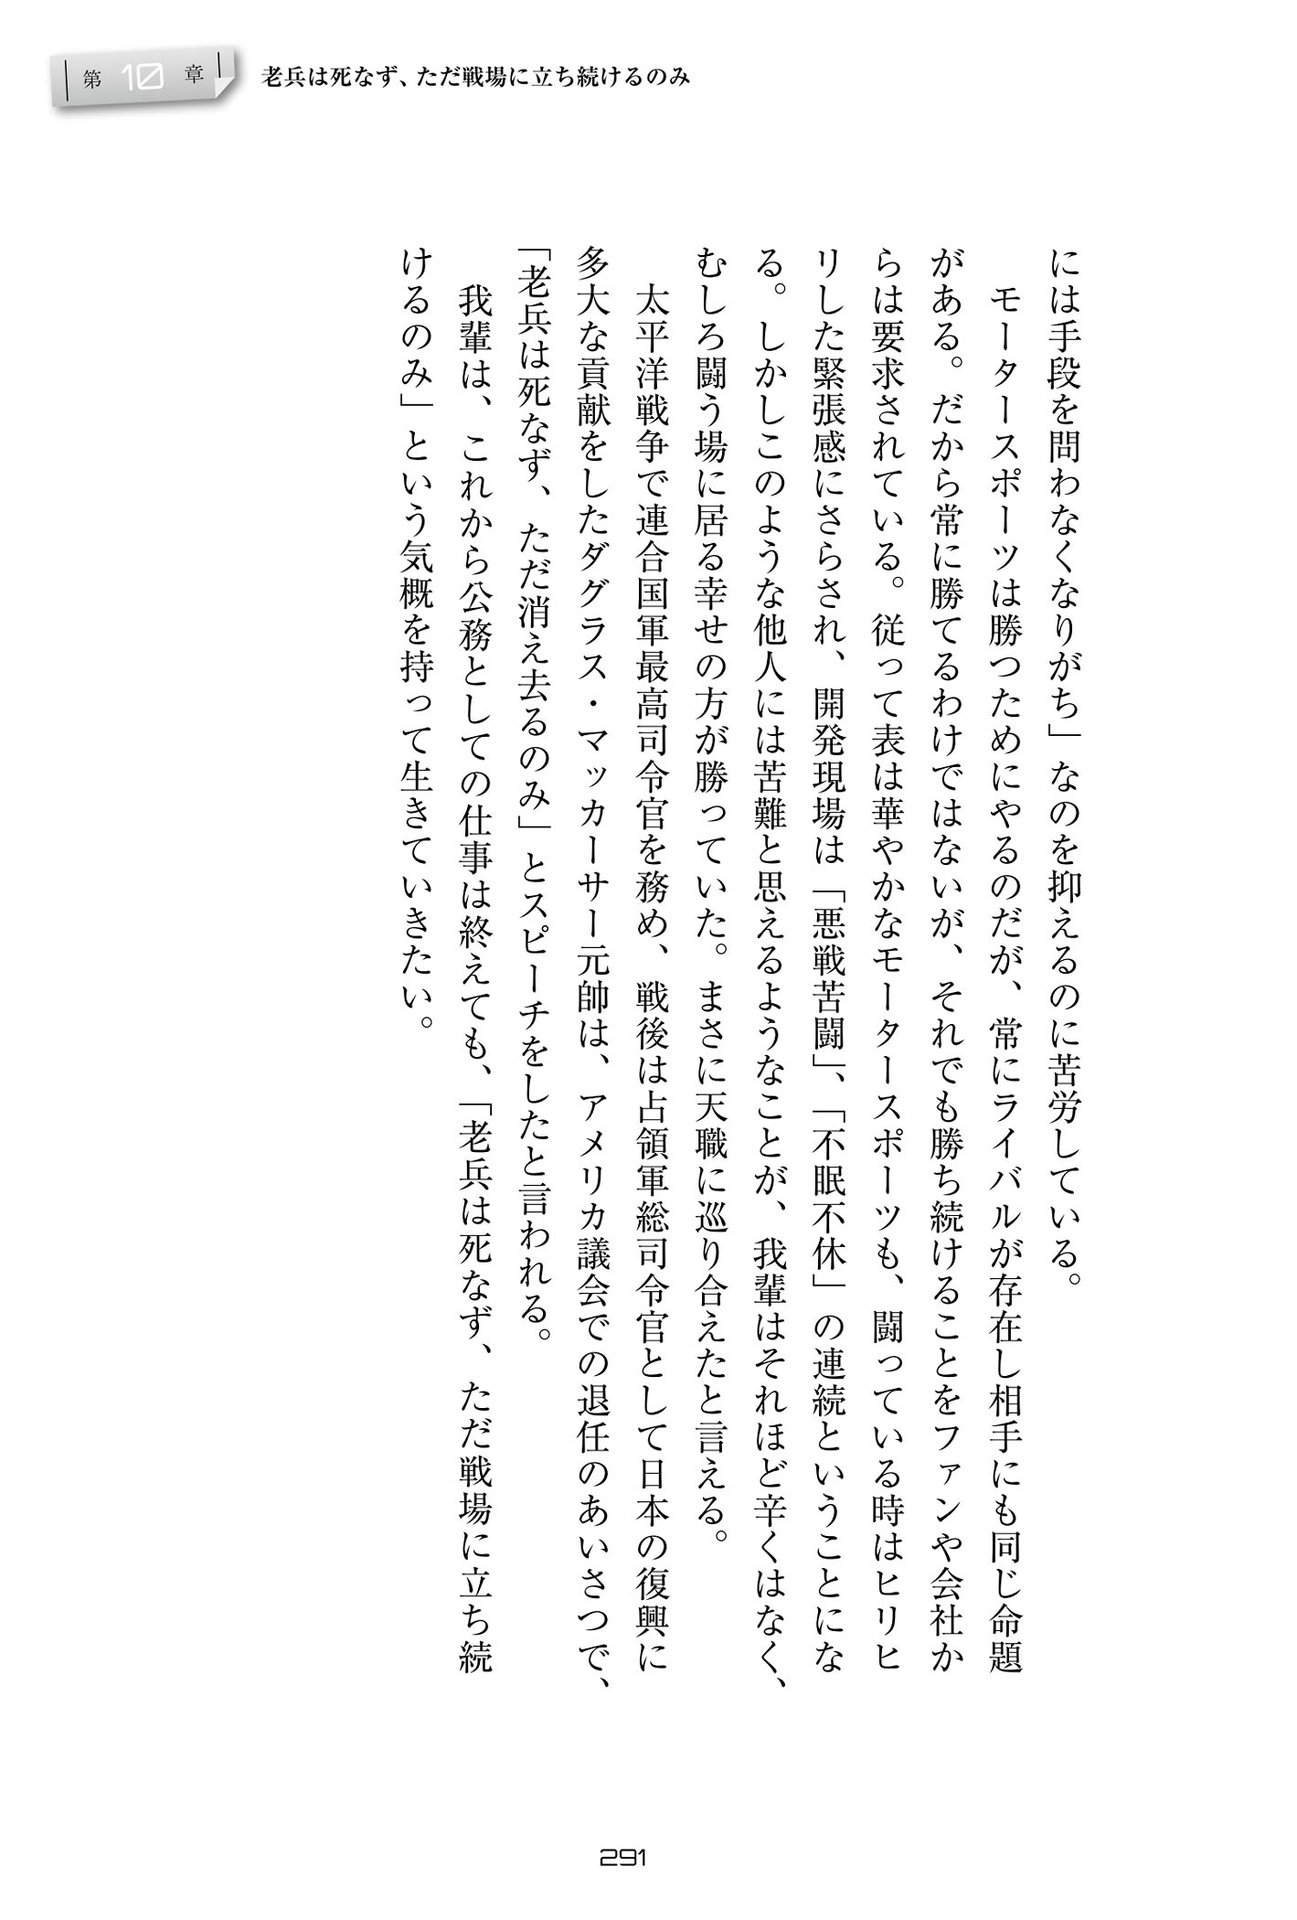 第10章
老兵は死なず、ただ戦場に立ち続けるのみ
には手段を問わなくなりがち」なのを抑えるのに苦労している。
モータースポーツは勝つためにやるのだが、常にライバルが存在し相手にも同じ命題
がある。だから常に勝てるわけではないが、それでも勝ち続けることをファンや会社か
らは要求されている。従って表は華やかなモータースポーツも、闘っている時はヒリヒ
リした緊張感にさらされ、開発現場は「悪戦苦闘」、「不眠不休」の連続ということにな
る。しかしこのような他人には苦難と思えるようなことが、我輩はそれほど辛くはなく、
むしろ闘う場に居る幸せの方が勝っていた。まさに天職に巡り合えたと言える。
太平洋戦争で連合国軍最高司令官を務め、戦後は占領軍総司令官として日本の復興に
多大な貢献をしたダグラス・マッカーサー元帥は、アメリカ議会での退任のあいさつで、
「老兵は死なず、ただ消え去るのみ」とスピーチをしたと言われる。
我輩は、これから公務としての仕事は終えても、「老兵は死なず、ただ戦場に立ち続
けるのみ」という気概を持って生きていきたい。
291